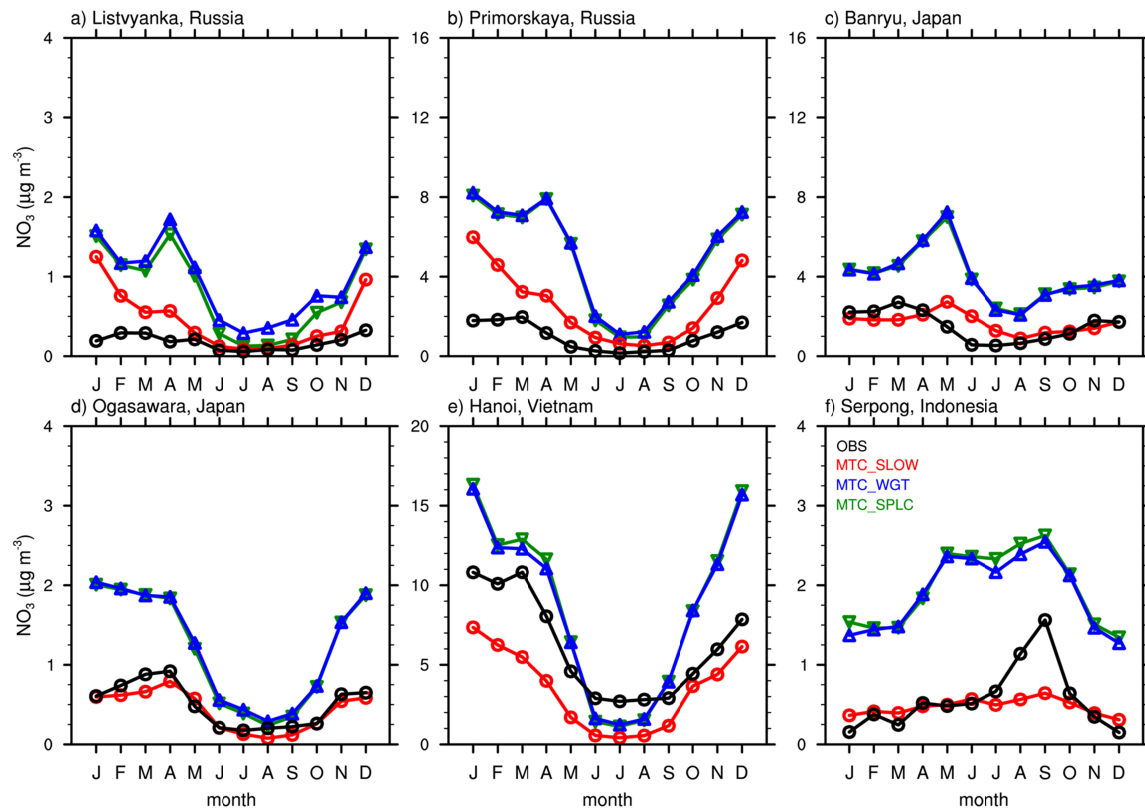 a) Listvyanka, Russia
b) Primorskaya, Russia
c) Banryu, Japan
4
3
2
1
0
NO3 (µg m-3)
J F M A M J J A S O N D
16
12
8
4
0
J F M A M J J A S O N D
16
12
8
4
0
J F M A M J J A S O N D
d) Ogasawara, Japan
e) Hanoi, Vietnam
f) Serpong, Indonesia
4
3
2
1
0
NO3 (µg m-3)
J F M A M J J A S O N D
month
20
15
10
5
0
J F M A M J J A S O N D
month
4
3
2
1
0
OBS
MTC_SLOW
MTC_WGT
MTC_SPLC
J F M A M J J A S O N D
month